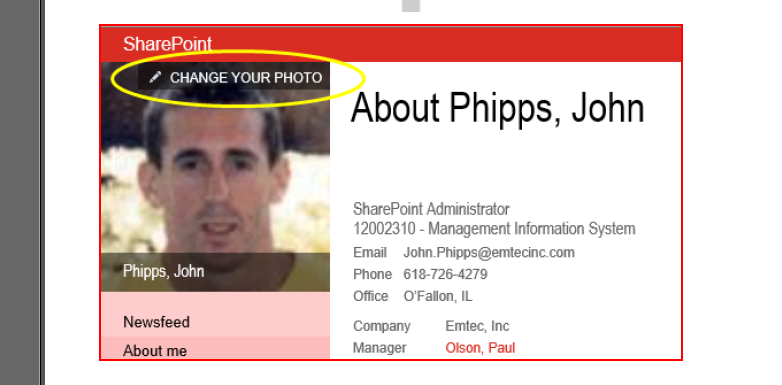 SharePoint
CHANGE YOUR PHOTO
About Phipps, John
SharePoint Administrator
12002310 - Management Information System
Email John.Phipps@emtecinc.com
Phone 618-726-4279
Office O'Fallon, IL
Phipps, John
Company Emtec, Inc
Manager Olson, Paul
Newsfeed
About me